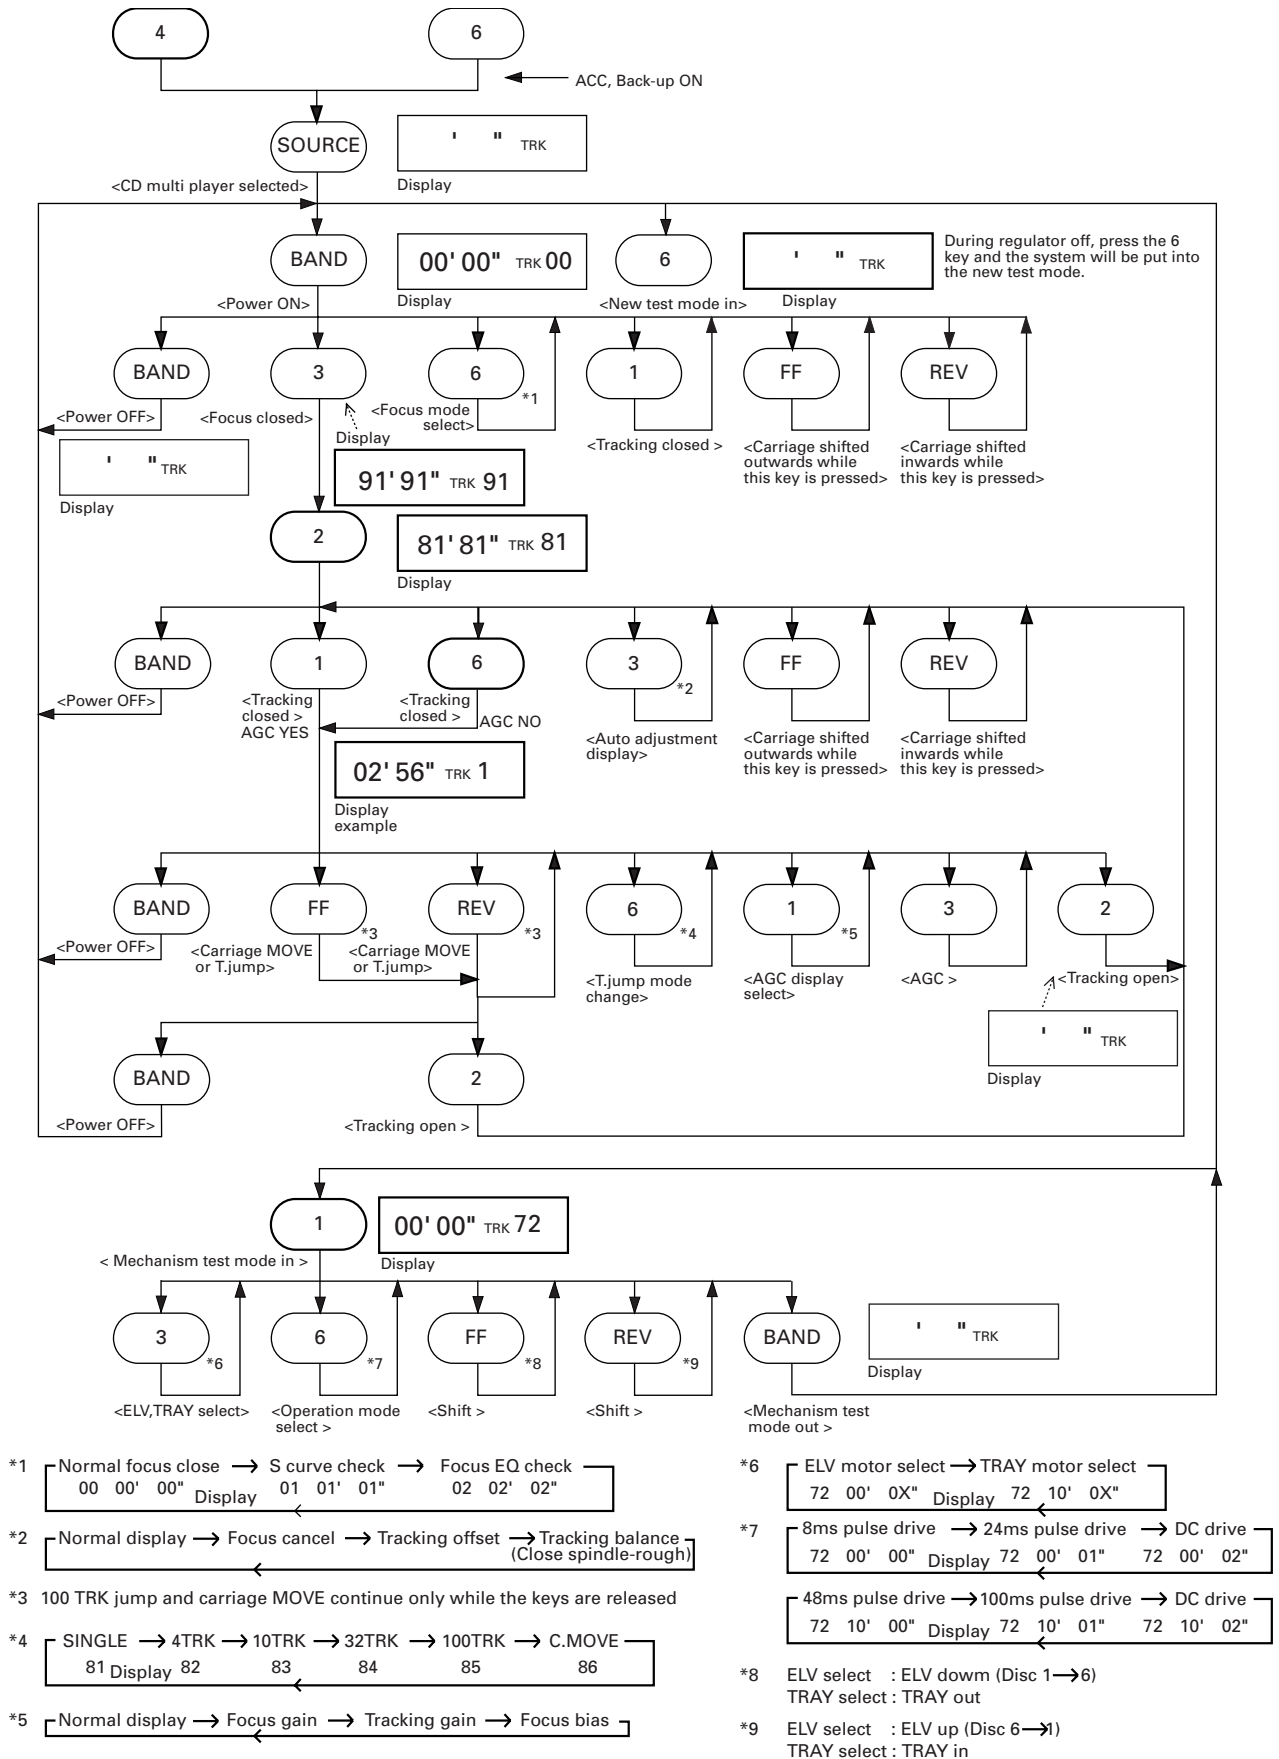 4
6
ACC, Back-up ON
SOURCE
' " TRK
Display
<CD multi player selected>
BAND
00' 00" TRK 00
Display
6
' " TRK
Display
During regulator off, press the 6
key and the system will be put into
the new test mode.
<Power ON>
<New test mode in>
BAND
3
6
*1
1
FF
REV
<Power OFF>
<Focus closed>
<Focus mode
select>
<Tracking closed >
<Carriage shifted
outwards while
this key is pressed>
<Carriage shifted
inwards while
this key is pressed>
' " TRK
Display
Display
91' 91" TRK 91
2
81' 81" TRK 81
Display
BAND
1
6
3
*2
FF
REV
<Power OFF>
<Tracking
closed >
AGC YES
<Tracking
closed >
AGC NO
<Auto adjustment
display>
<Carriage shifted
outwards while
this key is pressed>
<Carriage shifted
inwards while
this key is pressed>
02' 56" TRK 1
Display
example
BAND
FF
*3
REV
*3
6
*4
1
*5
3
2
<Power OFF>
<Carriage MOVE
or T.jump>
<Carriage MOVE
or T.jump>
<T.jump mode
change>
<AGC display
select>
<AGC >
<Tracking open>
' " TRK
Display
BAND
2
<Power OFF>
<Tracking open >
1
00' 00" TRK 72
Display
< Mechanism test mode in >
3
*6
6
*7
FF
*8
REV
*9
BAND
' " TRK
Display
<ELV,TRAY select>
<Operation mode
select >
<Shift >
<Shift >
<Mechanism test
mode out >
*1 Normal focus close → S curve check → Focus EQ check
00 00' 00" Display 01 01' 01" 02 02' 02"
*2 Normal display → Focus cancel → Tracking offset → Tracking balance
(Close spindle-rough)
*3 100 TRK jump and carriage MOVE continue only while the keys are released
*4 SINGLE → 4TRK → 10TRK → 32TRK → 100TRK → C.MOVE
81 Display 82 83 84 85 86
*5 Normal display → Focus gain → Tracking gain → Focus bias
*6 ELV motor select → TRAY motor select
72 00' 0X" Display 72 10' 0X"
*7 8ms pulse drive → 24ms pulse drive → DC drive
72 00' 00" Display 72 00' 01" 72 00' 02"
48ms pulse drive → 100ms pulse drive → DC drive
72 10' 00" Display 72 10' 01" 72 10' 02"
*8 ELV select : ELV dowm (Disc 1→6)
TRAY select : TRAY out
*9 ELV select : ELV up (Disc 6→1)
TRAY select : TRAY in